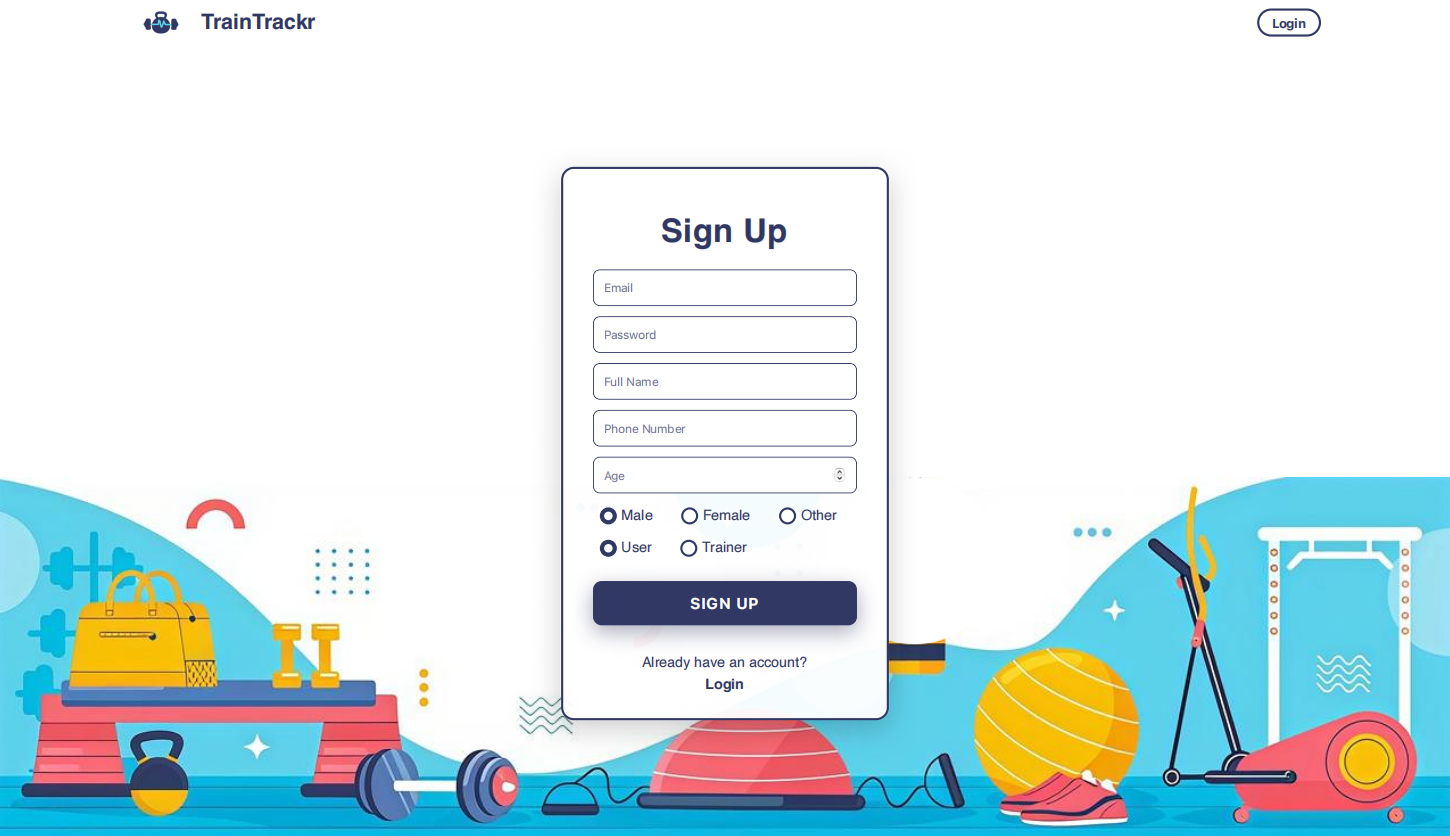 TrainTrackr
Login
Sign Up
Email
Password
Full Name
Phone Number
Age
Male Female Other
User Trainer
SIGN UP
Already have an account?
Login